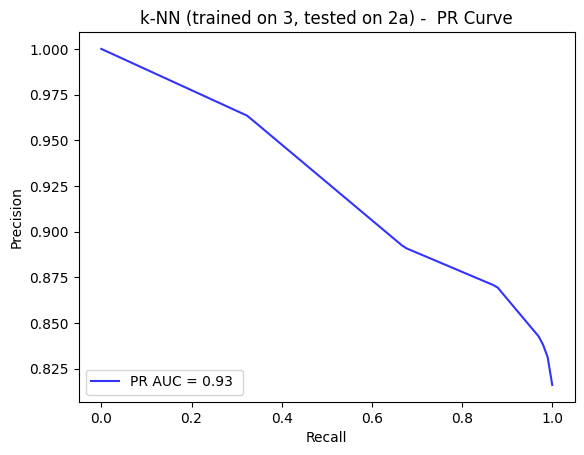 k-NN (trained on 3, tested on 2a) -  PR Curve
1.000
0.975
0.950
0.925
0.900
0.875
0.850
0.825
Precision
PR AUC = 0.93
0.0 0.2 0.4 0.6 0.8 1.0
Recall